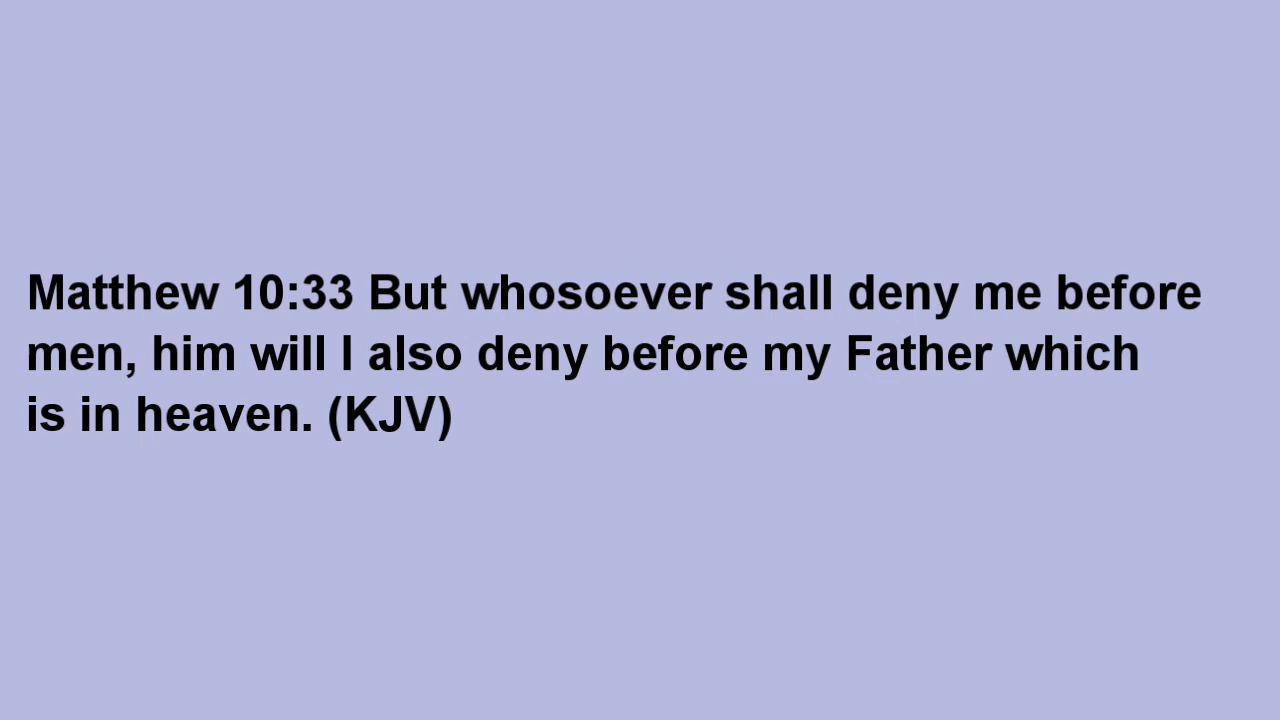 Matthew 10:33 But whosoever shall deny me before
men, him will I also deny before my Father which
is in heaven. (KJV)